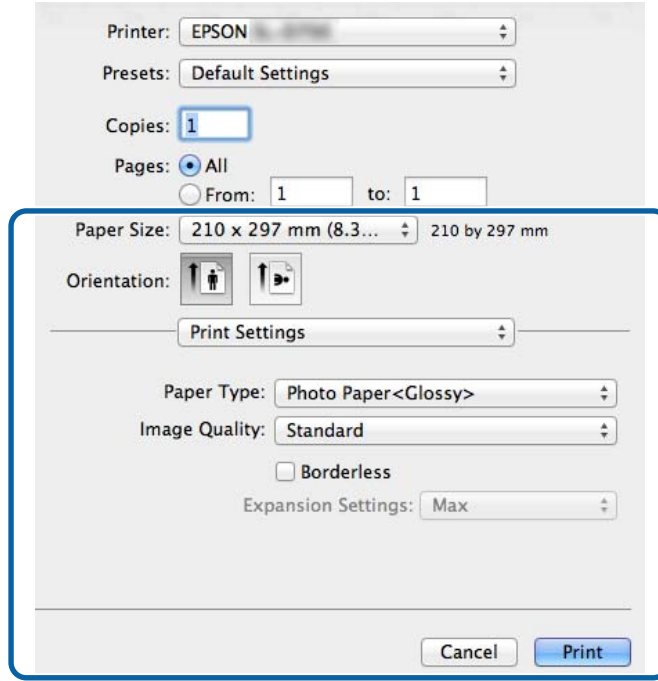 Printer: EPSON
Presets: Default Settings
Copies: 1
Pages: All
From: 1 to: 1
Paper Size: 210 x 297 mm (8.3... 210 by 297 mm
Orientation:
Print Settings
Paper Type: Photo Paper<Glossy>
Image Quality: Standard
Borderless
Expansion Settings: Max
Cancel Print